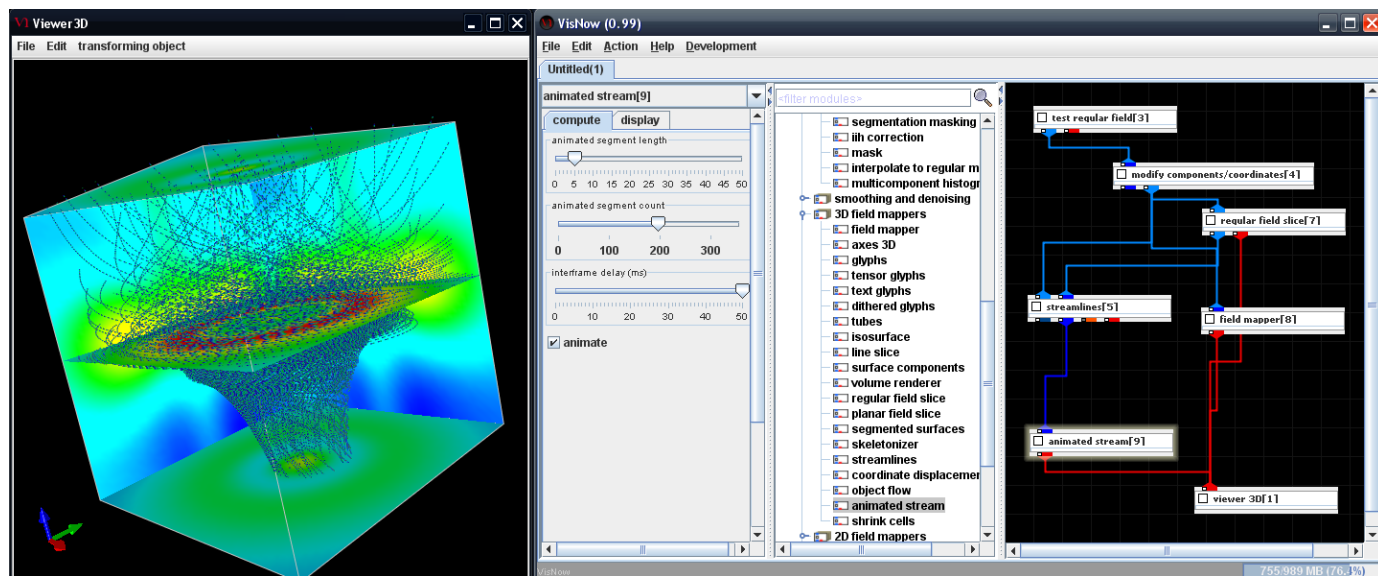 Viewer 3D
File Edit transforming object
VisNow (0.99)
File Edit Action Help Development
Untitled(1)
animated stream[9]
compute display
animated segment length
0 5 10 15 20 25 30 35 40 45 50
animated segment count
0 100 200 300
interframe delay (ms)
0 10 20 30 40 50
animate
<filter modules>
segmentation masking
iih correction
mask
interpolate to regular m
multicomponent histogr
smoothing and denoising
3D field mappers
field mapper
axes 3D
glyphs
tensor glyphs
text glyphs
dithered glyphs
tubes
isosurface
line slice
surface components
volume renderer
regular field slice
planar field slice
segmented surfaces
skeletonizer
streamlines
coordinate displacemen
object flow
animated stream
shrink cells
2D field mappers
test regular field[3]
modify components/coordinates[4]
regular field slice[7]
streamlines[5]
field mapper[8]
animated stream[9]
viewer 3D[1]
VisNow
755/989 MB (76.4%)